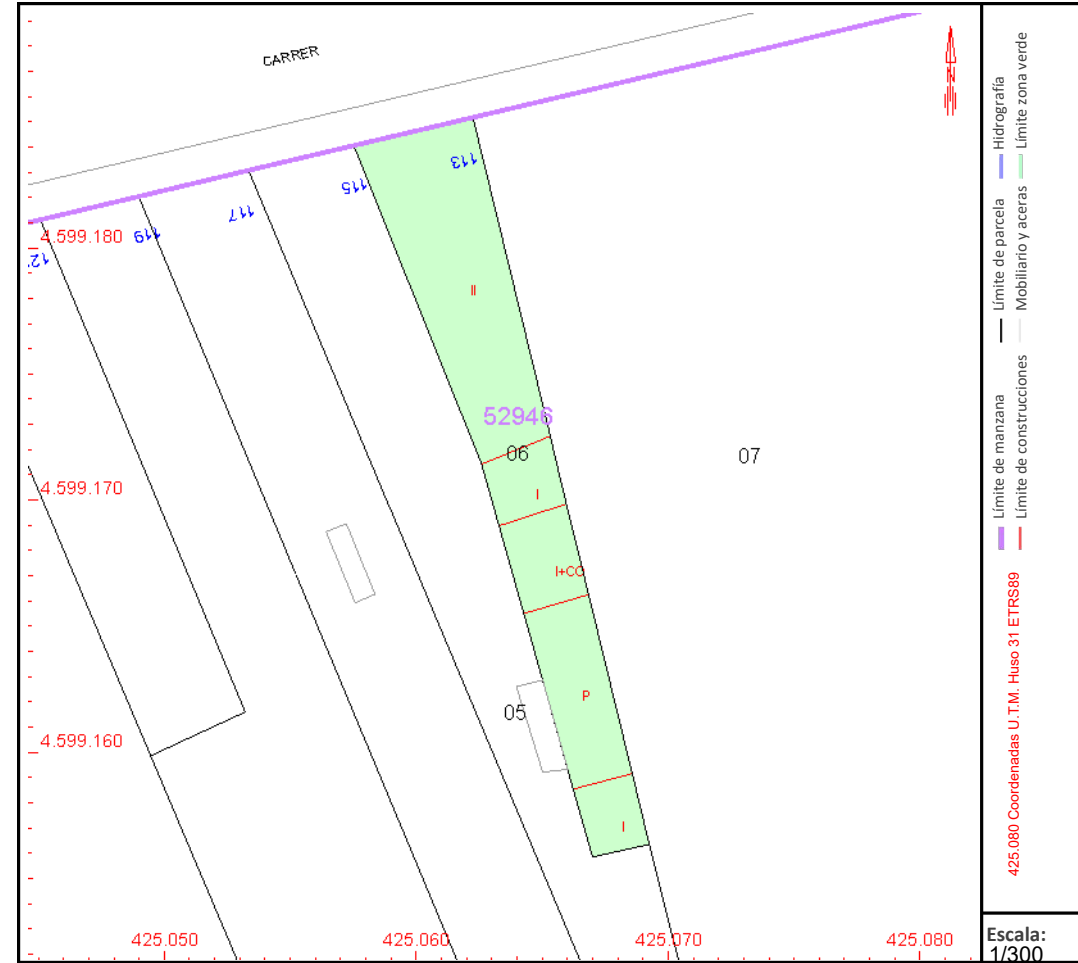 CARRER
113
115
117
119
12
4.599.180
II
52946
06
07
4.599.170
I
I+CO
P
05
4.599.160
I
425.050
425.060
425.070
425.080
N
Hidrografía
Límite zona verde
Límite de parcela
Mobiliario y aceras
Límite de manzana
Límite de construcciones
425.080 Coordenadas U.T.M. Huso 31 ETRS89
Escala:
1/300